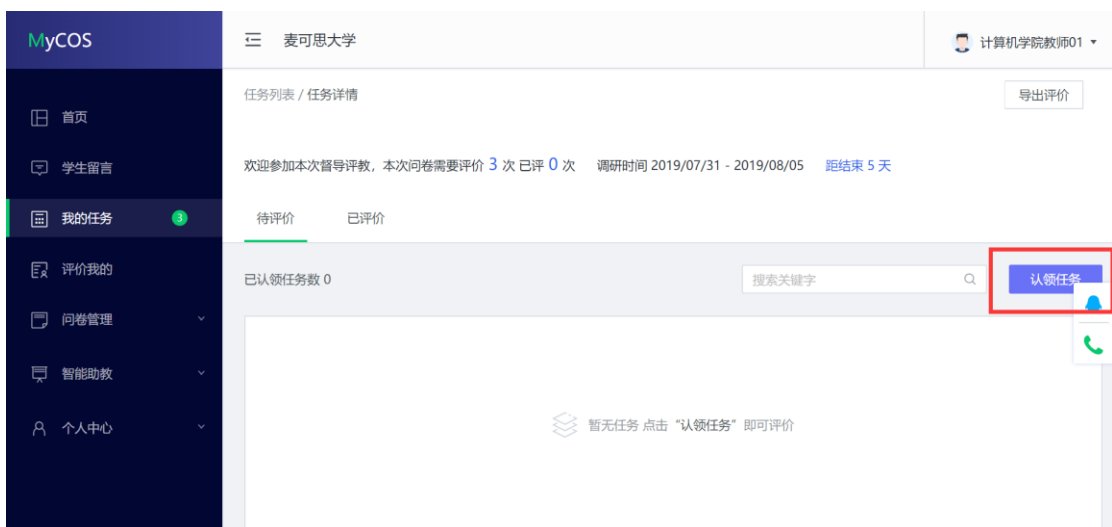 MyCOS
麦可思大学
计算机学院教师01
任务列表 / 任务详情
导出评价
首页
学生留言
我的任务 3
评价我的
问卷管理
智能助教
个人中心
欢迎参加本次督导评教，本次问卷需要评价 3 次 已评 0 次 调研时间 2019/07/31 - 2019/08/05 距结束 5 天
待评价 已评价
已认领任务数 0
搜索关键字
认领任务
暂无任务 点击 “认领任务” 即可评价